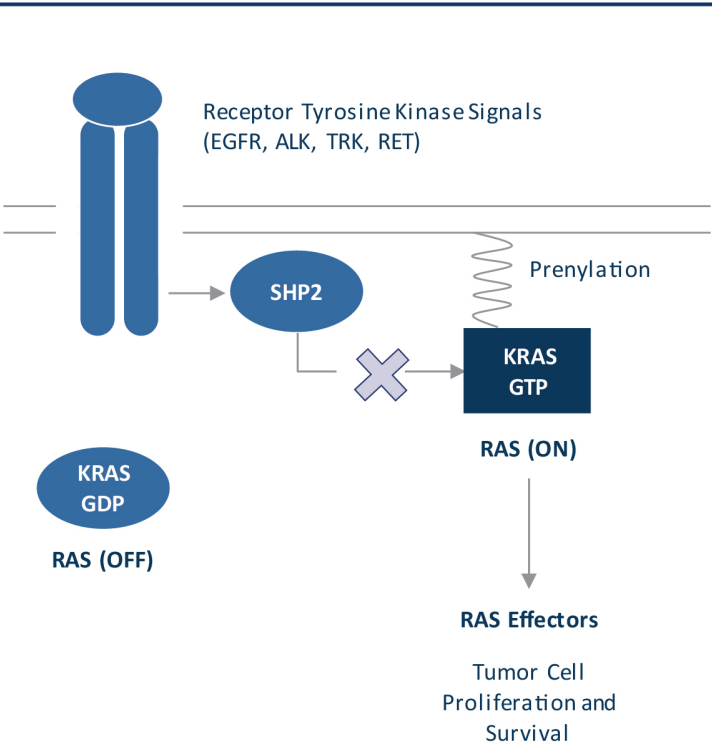 Receptor Tyrosine Kinase Signals
(EGFR, ALK, TRK, RET)
Prenylation
SHP2
KRAS
GTP
RAS (ON)
KRAS
GDP
RAS (OFF)
RAS Effectors
Tumor Cell
Proliferation and
Survival